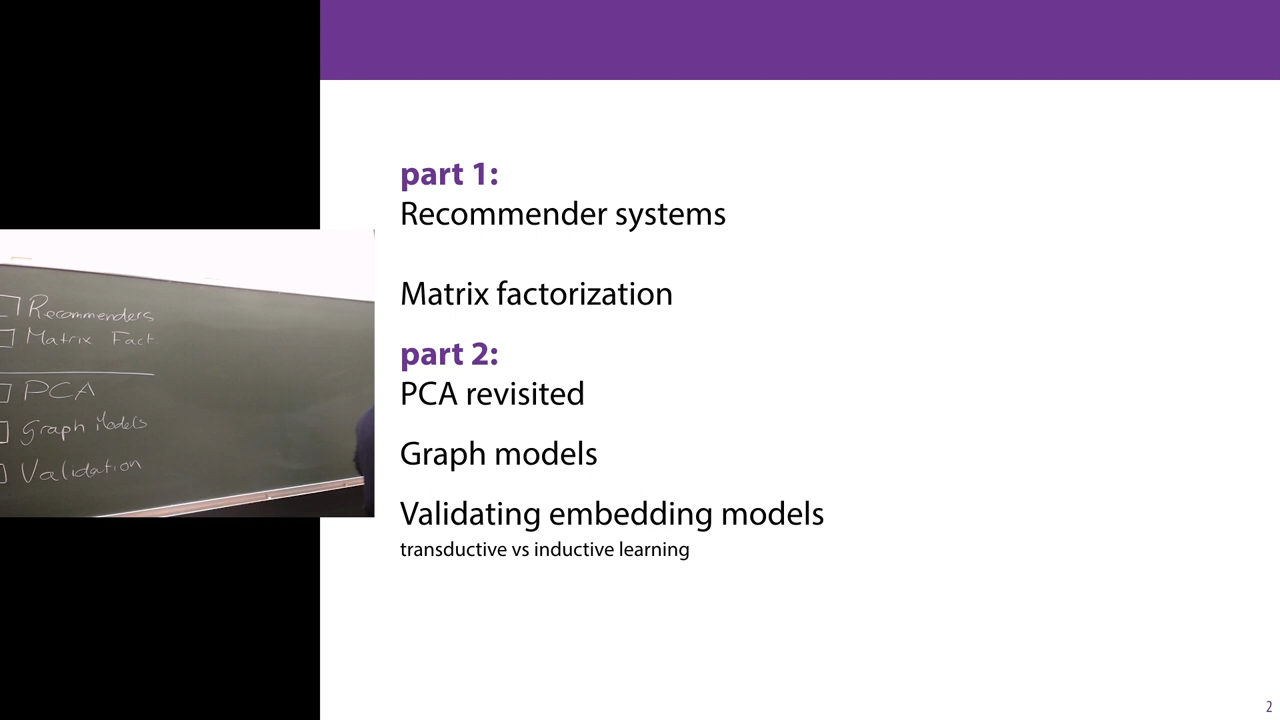 part 1:
Recommender systems
Matrix factorization
part 2:
PCA revisited
Graph models
Validating embedding models
transductive vs inductive learning
Recommenders
Matrix Fact.
PCA
Graph Models
Validation
2